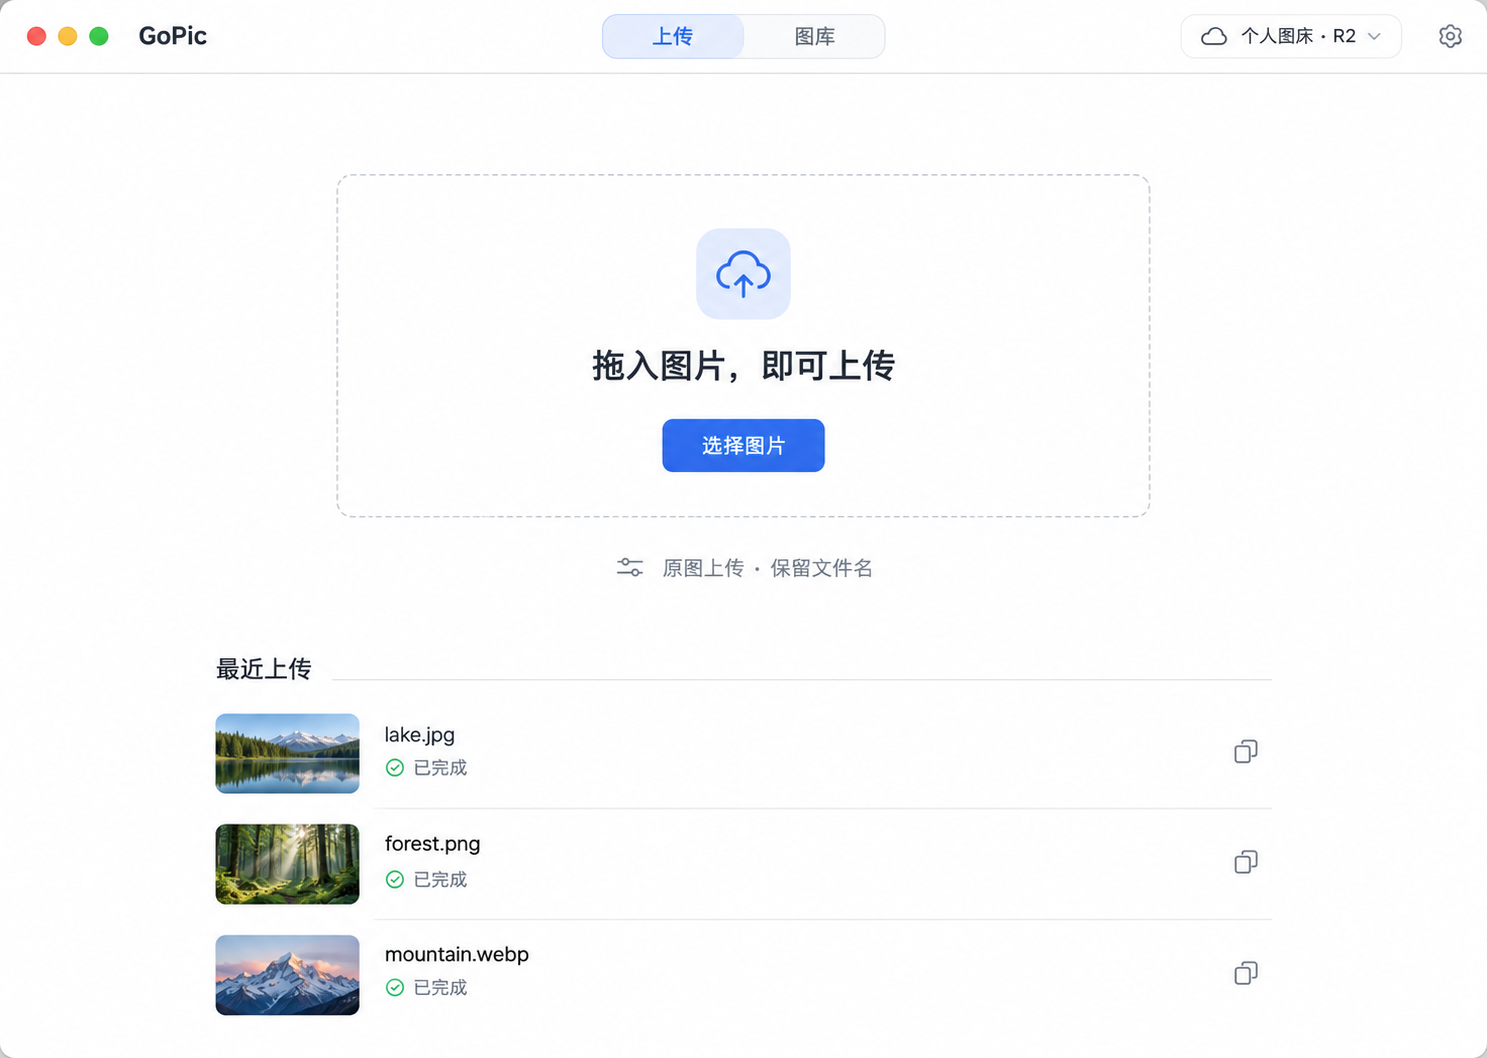 GoPic
上传
图库
个人图床·R2
拖入图片，即可上传
选择图片
原图上传·保留文件名
最近上传
lake.jpg
已完成
forest.png
已完成
mountain.webp
已完成